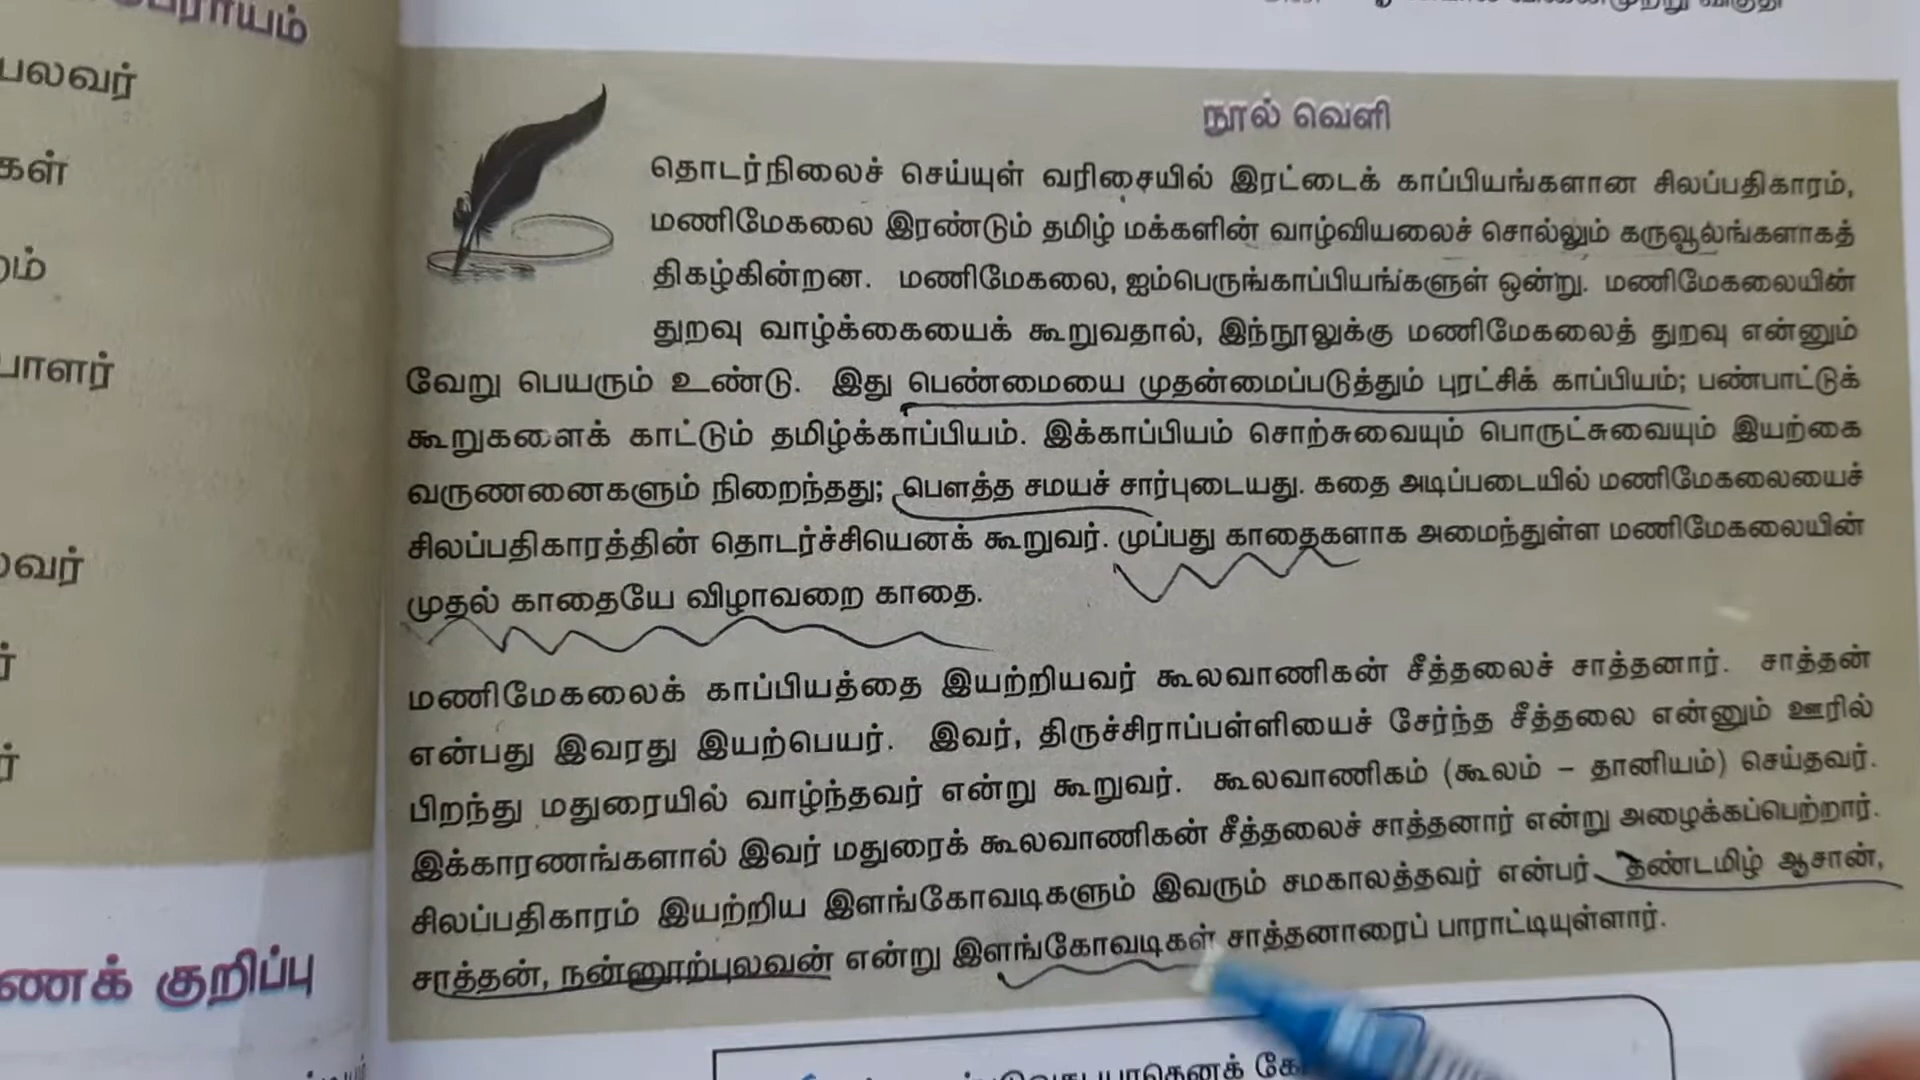 பலவர்
கள்
பாளர்
லவர்
ணக் குறிப்பு
நூல் வெளி
தொடர்நிலைச் செய்யுள் வரிசையில் இரட்டைக் காப்பியங்களான சிலப்பதிகாரம்,
மணிமேகலை இரண்டும் தமிழ் மக்களின் வாழ்வியலைச் சொல்லும் கருவூலங்களாகத்
திகழ்கின்றன. மணிமேகலை, ஐம்பெருங்காப்பியங்களுள் ஒன்று. மணிமேகலையின்
துறவு வாழ்க்கையைக் கூறுவதால், இந்நூலுக்கு மணிமேகலைத் துறவு என்னும்
வேறு பெயரும் உண்டு. இது பெண்மையை முதன்மைப்படுத்தும் புரட்சிக் காப்பியம்; பண்பாட்டுக்
கூறுகளைக் காட்டும் தமிழ்க்காப்பியம். இக்காப்பியம் சொற்சுவையும் பொருட்சுவையும் இயற்கை
வருணனைகளும் நிறைந்தது; பௌத்த சமயச் சார்புடையது. கதை அடிப்படையில் மணிமேகலையைச்
சிலப்பதிகாரத்தின் தொடர்ச்சியெனக் கூறுவர். முப்பது காதைகளாக அமைந்துள்ள மணிமேகலையின்
முதல் காதையே விழாவறை காதை.
மணிமேகலைக் காப்பியத்தை இயற்றியவர் கூலவாணிகன் சீத்தலைச் சாத்தனார். சாத்தன்
என்பது இவரது இயற்பெயர். இவர், திருச்சிராப்பள்ளியைச் சேர்ந்த சீத்தலை என்னும் ஊரில்
பிறந்து மதுரையில் வாழ்ந்தவர் என்று கூறுவர். கூலவாணிகம் (கூலம் – தானியம்) செய்தவர்.
இக்காரணங்களால் இவர் மதுரைக் கூலவாணிகன் சீத்தலைச் சாத்தனார் என்று அழைக்கப்பெற்றார்.
சிலப்பதிகாரம் இயற்றிய இளங்கோவடிகளும் இவரும் சமகாலத்தவர் என்பர் தண்டமிழ் ஆசான்,
சாத்தன், நன்னூற்புலவன் என்று இளங்கோவடிகள் சாத்தனாரைப் பாராட்டியுள்ளார்.